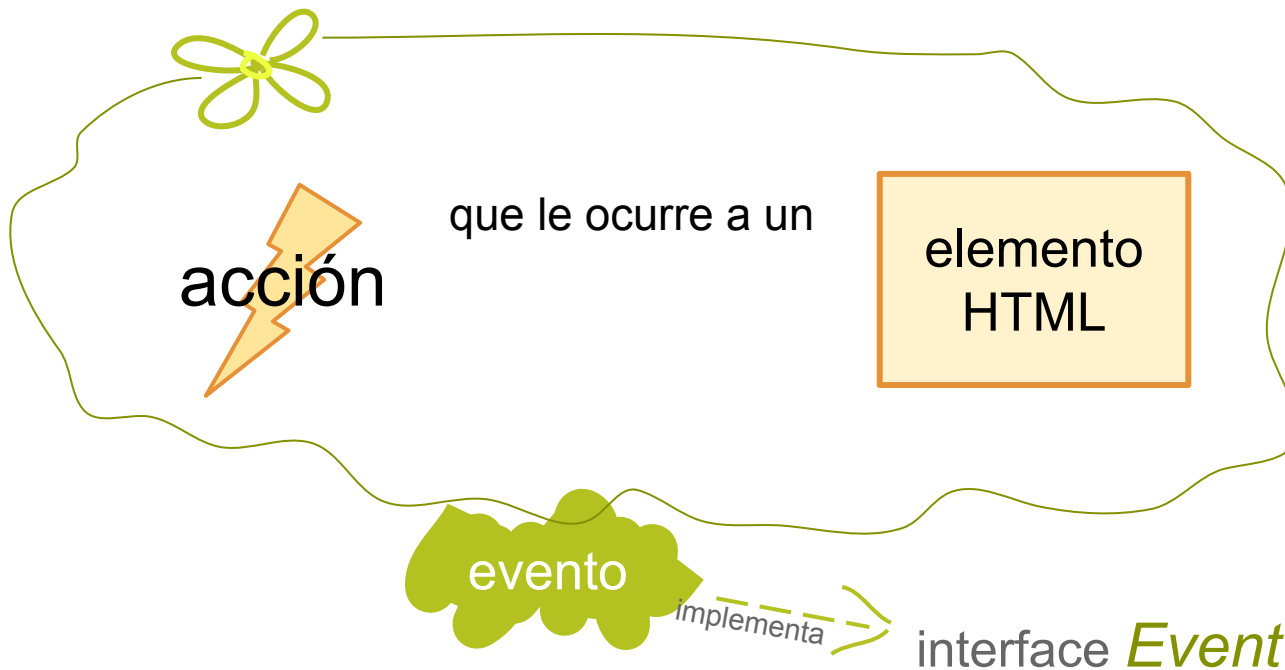 acción
que le ocurre a un
elemento
HTML
evento
implementa
interface Event